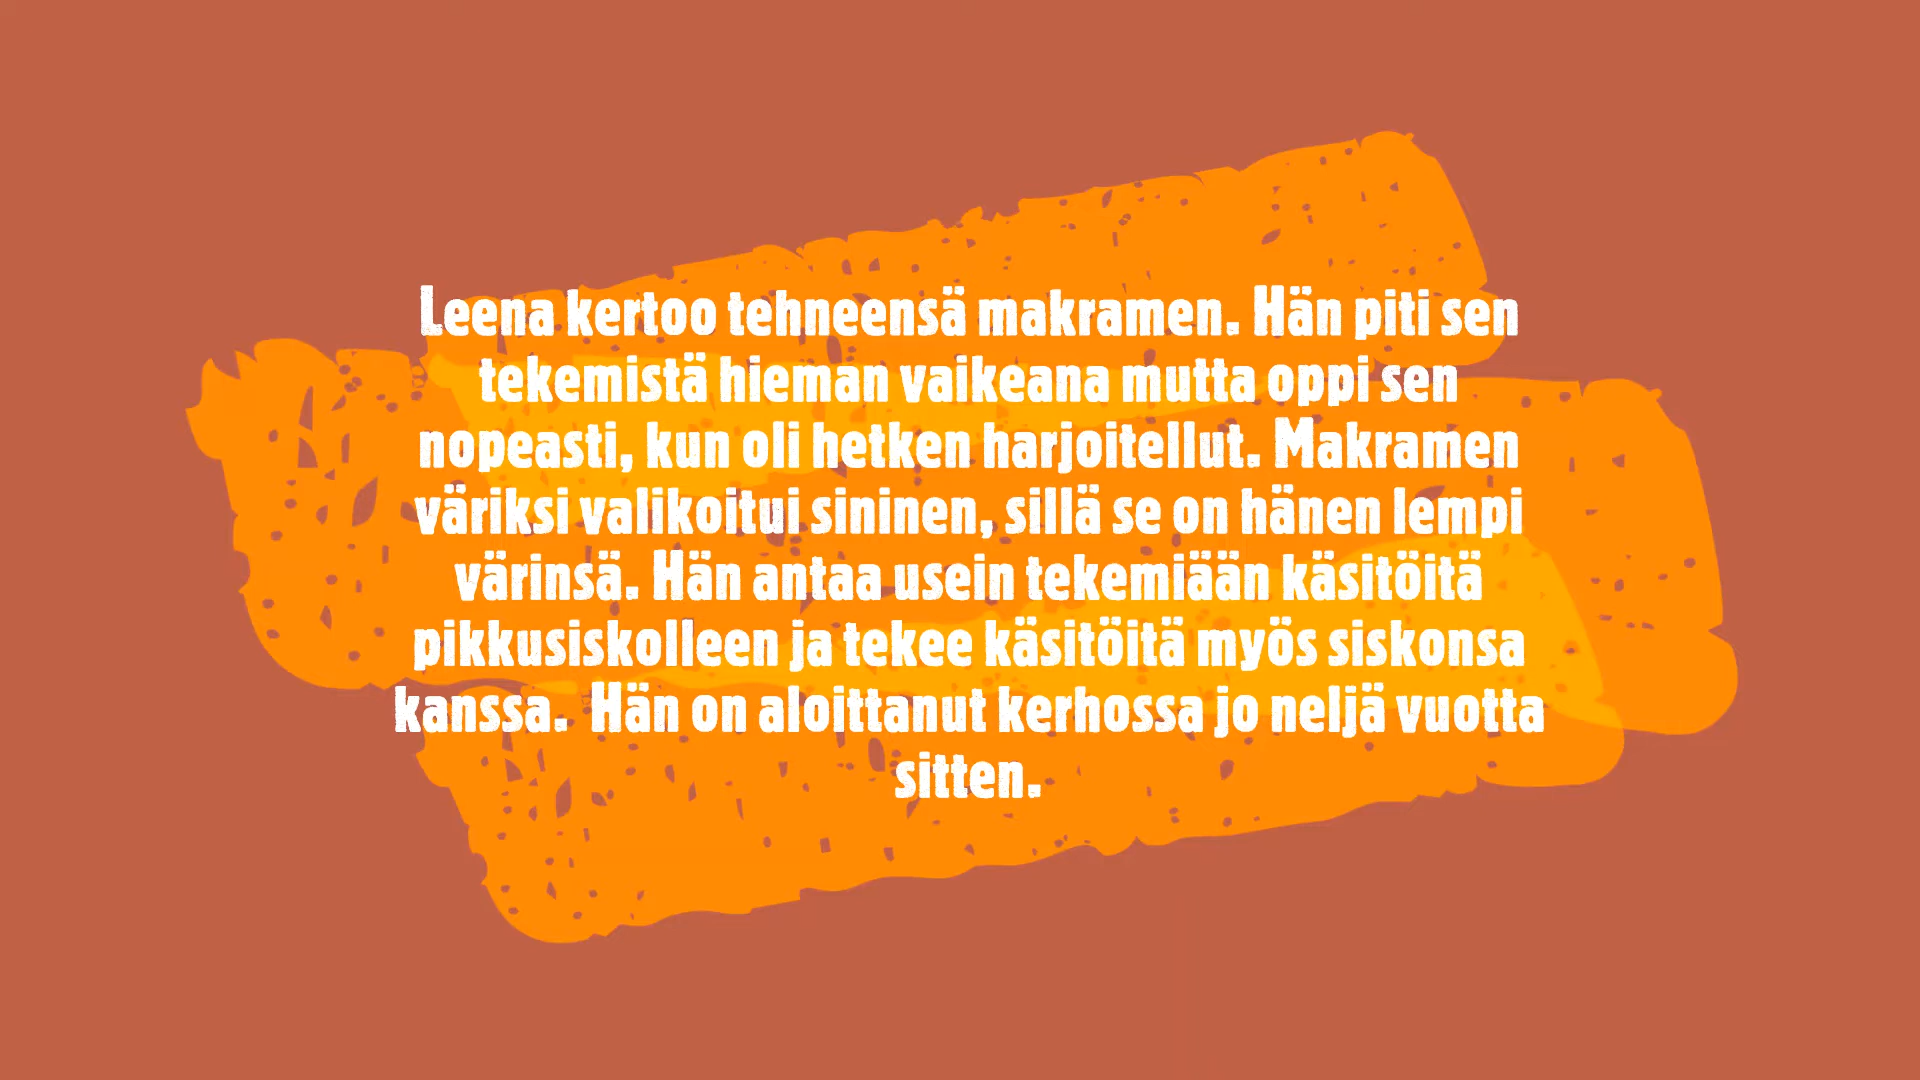 Leena kertoo tehneensä makramen. Hän piti sen
tekemistä hieman vaikeana mutta oppi sen
nopeasti, kun oli hetken harjoitellut. Makramen
väriksi valikoitui sininen, sillä se on hänen lempi
värinsä. Hän antaa usein tekemiään käsitöitä
pikkusiskolleen ja tekee käsitöitä myös siskonsa
kanssa. Hän on aloittanut kerhossa jo neljä vuotta
sitten.